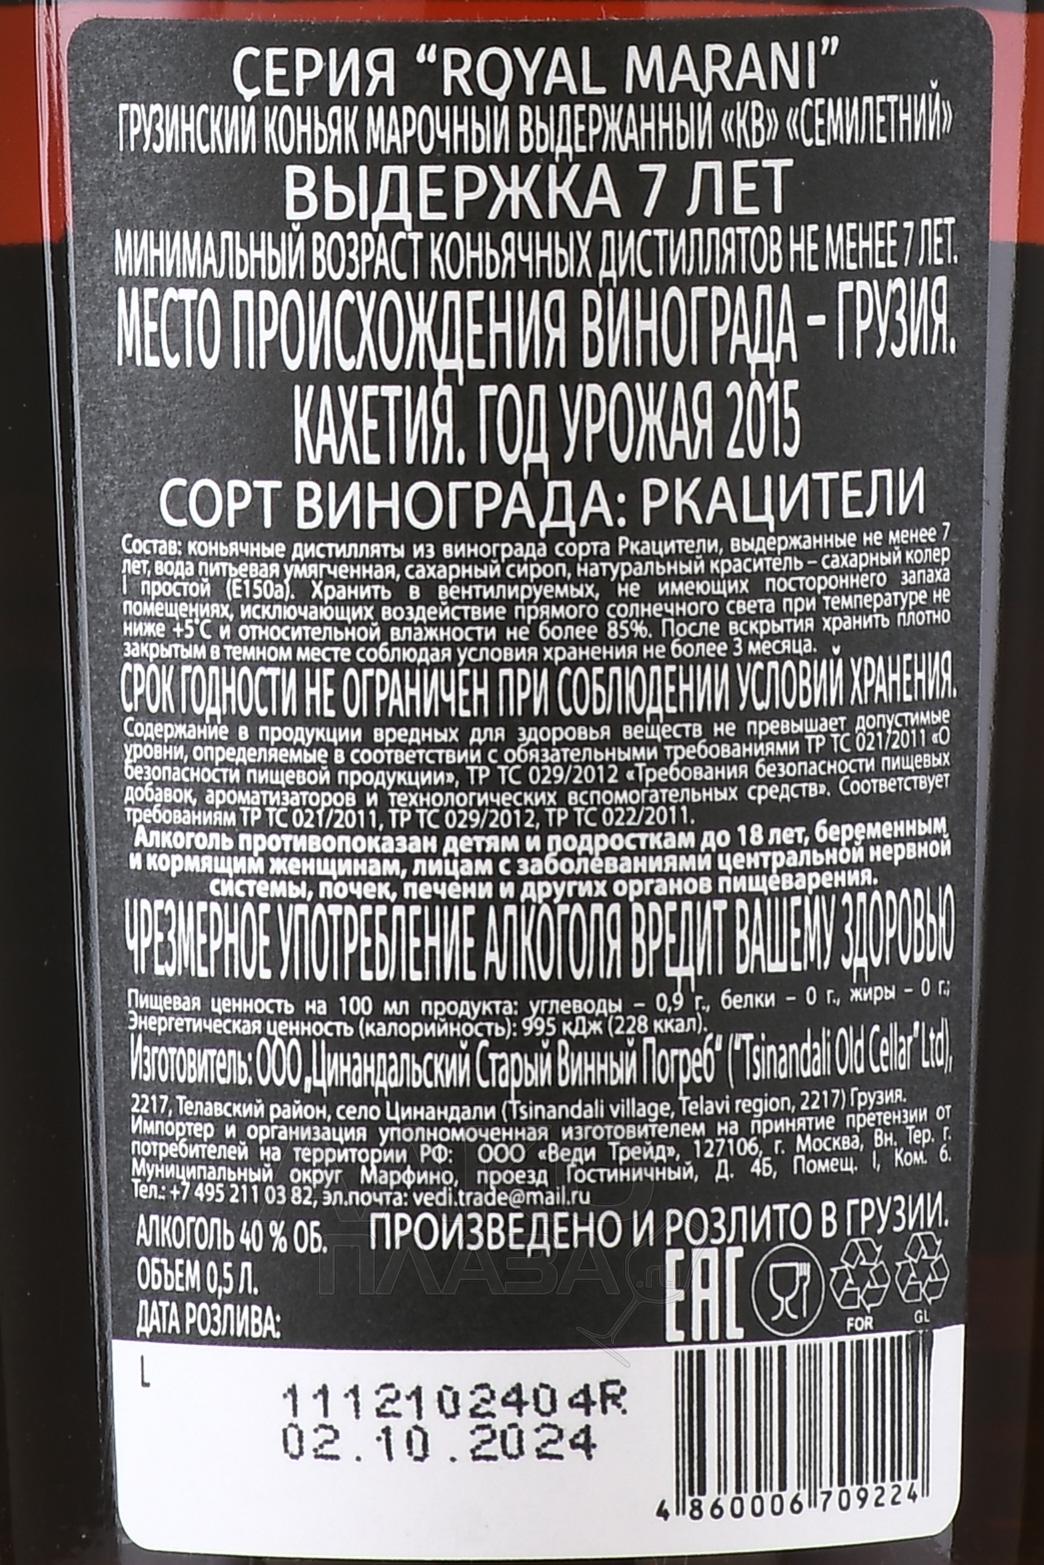 СЕРИЯ “ROYAL MARANI”
ГРУЗИНСКИЙ КОНЬЯК МАРОЧНЫЙ ВЫДЕРЖАННЫЙ «КВ» «СЕМИЛЕТНИЙ»
ВЫДЕРЖКА 7 ЛЕТ
МИНИМАЛЬНЫЙ ВОЗРАСТ КОНЬЯЧНЫХ ДИСТИЛЛЯТОВ НЕ МЕНЕЕ 7 ЛЕТ.
МЕСТО ПРОИСХОЖДЕНИЯ ВИНОГРАДА – ГРУЗИЯ.
КАХЕТИЯ. ГОД УРОЖАЯ 2015
СОРТ ВИНОГРАДА: РКАЦИТЕЛИ
Состав: коньячные дистилляты из винограда сорта Ркацители, выдержанные не менее 7
лет, вода питьевая умягченная, сахарный сироп, натуральный краситель – сахарный колер
I простой (Е150а). Хранить в вентилируемых, не имеющих постороннего запаха
помещениях, исключающих воздействие прямого солнечного света при температуре не
ниже +5˚С и относительной влажности не более 85%. После вскрытия хранить плотно
закрытым в темном месте соблюдая условия хранения не более 3 месяца.
СРОК ГОДНОСТИ НЕ ОГРАНИЧЕН ПРИ СОБЛЮДЕНИИ УСЛОВИЙ ХРАНЕНИЯ.
Содержание в продукции вредных для здоровья веществ не превышает допустимые
уровни, определяемые в соответствии с обязательными требованиями ТР ТС 021/2011 «О
безопасности пищевой продукции», ТР ТС 029/2012 «Требования безопасности пищевых
добавок, ароматизаторов и технологических вспомогательных средств». Соответствует
требованиям ТР ТС 021/2011, ТР ТС 029/2012, ТР ТС 022/2011.
Алкоголь противопоказан детям и подросткам до 18 лет, беременным
и кормящим женщинам, лицам с заболеваниями центральной нервной
системы, почек, печени и других органов пищеварения.
ЧРЕЗМЕРНОЕ УПОТРЕБЛЕНИЕ АЛКОГОЛЯ ВРЕДИТ ВАШЕМУ ЗДОРОВЬЮ
Пищевая ценность на 100 мл продукта: углеводы – 0,9 г., белки – 0 г., жиры – 0 г.;
Энергетическая ценность (калорийность): 995 кДж (228 ккал).
Изготовитель: ООО „Цинандальский Старый Винный Погреб“ (“Tsinandali Old Cellar” Ltd),
2217, Телавский район, село Цинандали (Tsinandali village, Telavi region, 2217) Грузия.
Импортер и организация уполномоченная изготовителем на принятие претензии от
потребителей на территории РФ: ООО «Веди Трейд», 127106, г. Москва, Вн. Тер. г.
Муниципальный округ Марфино, проезд Гостиничный, Д. 4Б, Помещ. I, Ком. 6.
Тел.: +7 495 211 03 82, эл.почта: vedi.trade@mail.ru
АЛКОГОЛЬ 40 % ОБ. ПРОИЗВЕДЕНО И РОЗЛИТО В ГРУЗИИ.
ОБЪЕМ 0,5 Л.
ДАТА РОЗЛИВА:
EAC
FOR
GL
L
1112102404R
02.10.2024
4 860006 709224
АЛКО
ПЛАЗА.ru